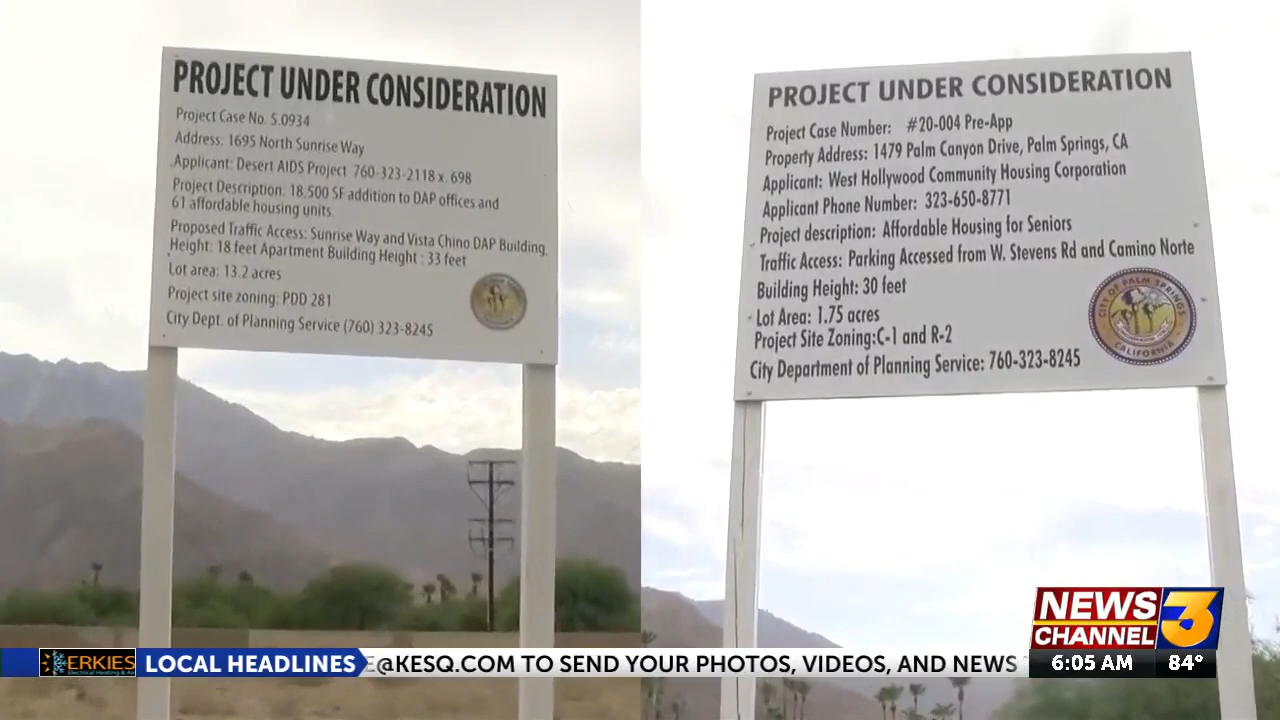 PROJECT UNDER CONSIDERATION
Project Case No. 5.0934
Address: 1695 North Sunrise Way
Applicant: Desert AIDS Project 760-323-2118 x. 698
Project Description: 18,500 SF addition to DAP offices and
61 affordable housing units.
Proposed Traffic Access: Sunrise Way and Vista Chino DAP Building,
Height: 18 feet Apartment Building Height : 33 feet
Lot area: 13.2 acres
Project site zoning: PDD 281
City Dept. of Planning Service (760) 323-8245
PROJECT UNDER CONSIDERATION
Project Case Number: #20-004 Pre-App
Property Address: 1479 Palm Canyon Drive, Palm Springs, CA
Applicant: West Hollywood Community Housing Corporation
Applicant Phone Number: 323-650-8771
Project description: Affordable Housing for Seniors
Traffic Access: Parking Accessed from W. Stevens Rd and Camino Norte
Building Height: 30 feet
Lot Area: 1.75 acres
Project Site Zoning:C-1 and R-2
City Department of Planning Service: 760-323-8245
CITY OF PALM SPRINGS
CALIFORNIA
NEWS
CHANNEL 3
6:05 AM 84°
ERKIES
Electrical Heating & Air
LOCAL HEADLINES
E@KESQ.COM TO SEND YOUR PHOTOS, VIDEOS, AND NEWS